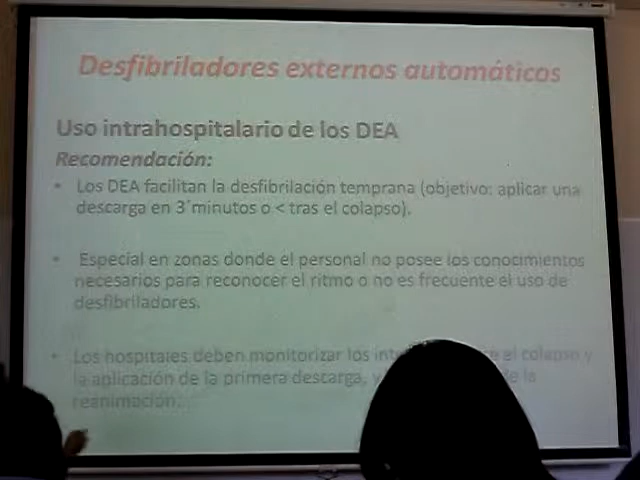 Desfibriladores externos automáticos
Uso intrahospitalario de los DEA
Recomendación:
• Los DEA facilitan la desfibrilación temprana (objetivo: aplicar una
descarga en 3´minutos o < tras el colapso).
• Especial en zonas donde el personal no posee los conocimientos
necesarios para reconocer el ritmo o no es frecuente el uso de
desfibriladores.
• Los hospitales deben monitorizar los el colapso y
la aplicación de la primera descarga, y de la
reanimación.